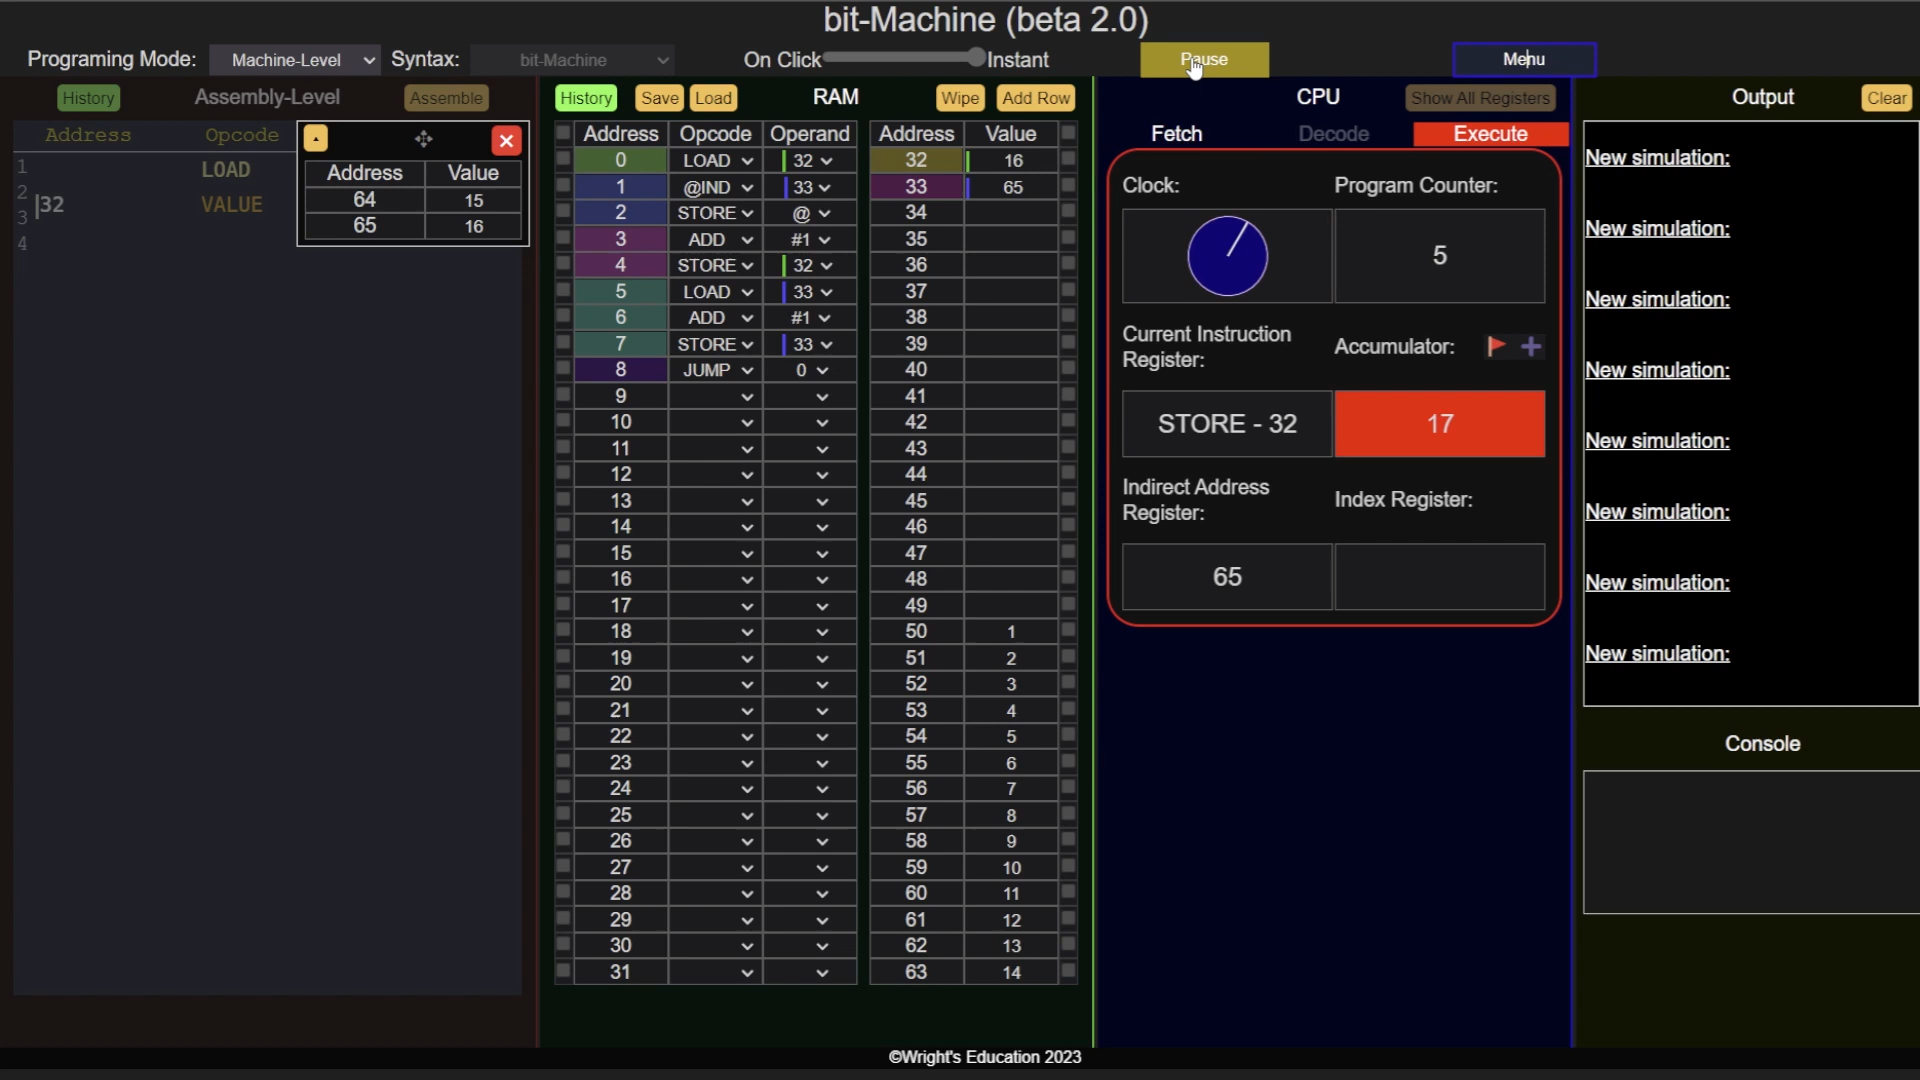 bit-Machine (beta 2.0)
Programing Mode: Machine-Level Syntax: bit-Machine On Click Instant Pause Menu
History Assembly-Level Assemble
Address Opcode
1 LOAD
2
|32 VALUE
3
4
Address Value
64 15
65 16
History Save Load RAM Wipe Add Row
Address Opcode Operand Address Value
0 LOAD 32 32 16
1 @IND 33 33 65
2 STORE @ 34
3 ADD #1 35
4 STORE 32 36
5 LOAD 33 37
6 ADD #1 38
7 STORE 33 39
8 JUMP 0 40
9 41
10 42
11 43
12 44
13 45
14 46
15 47
16 48
17 49
18 50 1
19 51 2
20 52 3
21 53 4
22 54 5
23 55 6
24 56 7
25 57 8
26 58 9
27 59 10
28 60 11
29 61 12
30 62 13
31 63 14
CPU Show All Registers
Fetch Decode Execute
Clock: Program Counter:
5
Current Instruction
Register:
Accumulator:
STORE - 32 17
Indirect Address
Register:
Index Register:
65
Output Clear
New simulation:
New simulation:
New simulation:
New simulation:
New simulation:
New simulation:
New simulation:
New simulation:
Console
©Wright's Education 2023